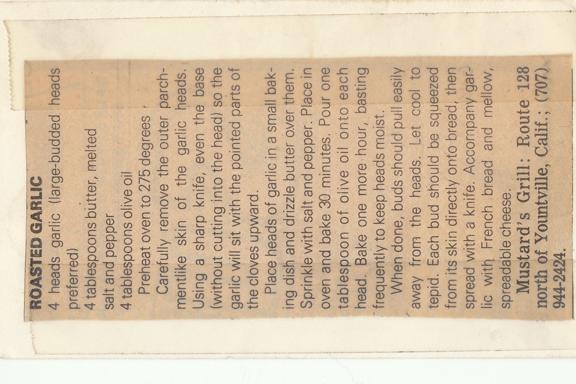 ROASTED GARLIC
4 heads garlic (large-budded heads
preferred)
4 tablespoons butter, melted
salt and pepper
4 tablespoons olive oil
Preheat oven to 275 degrees.
Carefully remove the outer parch-
mentlike skin of the garlic heads.
Using a sharp knife, even the base
(without cutting into the head) so the
garlic will sit with the pointed parts of
the cloves upward.
Place heads of garlic in a small bak-
ing dish and drizzle butter over them.
Sprinkle with salt and pepper. Place in
oven and bake 30 minutes. Pour one
tablespoon of olive oil onto each
head. Bake one more hour, basting
frequently to keep heads moist.
When done, buds should pull easily
away from the heads. Let cool to
tepid. Each bud should be squeezed
from its skin directly onto bread, then
spread with a knife. Accompany gar-
lic with French bread and mellow,
spreadable cheese.
Mustard's Grill: Route 128
north of Yountville, Calif.; (707)
944-2424.